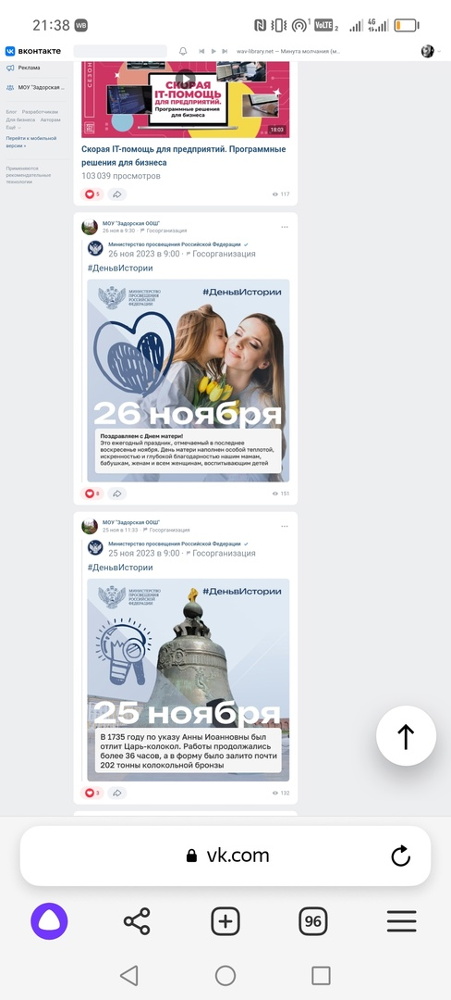 21:38 WB
VoLTE 2
4G
вконтакте
wav-library.net — Минута молчания (м...
Реклама
МОУ "Задорская ...
Блог Разработчикам
Для бизнеса Авторам
Ещё
Перейти к мобильной
версии »
Применяются
рекомендательные
технологии
СЕЗОН
СКОРАЯ
IT-ПОМОЩЬ
ДЛЯ ПРЕДПРИЯТИЙ.
Программные решения
для бизнеса
18:03
Скорая IT-помощь для предприятий. Программные
решения для бизнеса
103 039 просмотров
5
117
МОУ "Задорская ООШ"
26 ноя в 9:30 · Госорганизация
Министерство просвещения Российской Федерации
26 ноя 2023 в 9:00 · Госорганизация
#ДеньвИстории
МИНИСТЕРСТВО
ПРОСВЕЩЕНИЯ
РОССИЙСКОЙ
ФЕДЕРАЦИИ
#ДеньвИстории
26 ноября
Поздравляем с Днем матери!
Это ежегодный праздник, отмечаемый в последнее
воскресенье ноября. День матери наполнен особой теплотой,
искренностью и глубокой благодарностью нашим мамам,
бабушкам, женам и всем женщинам, воспитывающим детей
8
151
МОУ "Задорская ООШ"
25 ноя в 11:33 · Госорганизация
Министерство просвещения Российской Федерации
25 ноя 2023 в 9:00 · Госорганизация
#ДеньвИстории
МИНИСТЕРСТВО
ПРОСВЕЩЕНИЯ
РОССИЙСКОЙ
ФЕДЕРАЦИИ
#ДеньвИстории
25 ноября
В 1735 году по указу Анны Иоанновны был
отлит Царь-колокол. Работы продолжались
более 36 часов, а в форму было залито почти
202 тонны колокольной бронзы
3
132
vk.com
96